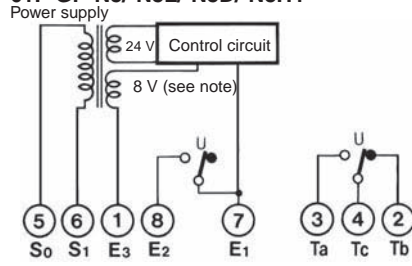 Power supply
24 V
Control circuit
8 V (see note)
U
U
5 6 1 8 7 3 4 2
S0 S1 E3 E2 E1 Ta Tc Tb